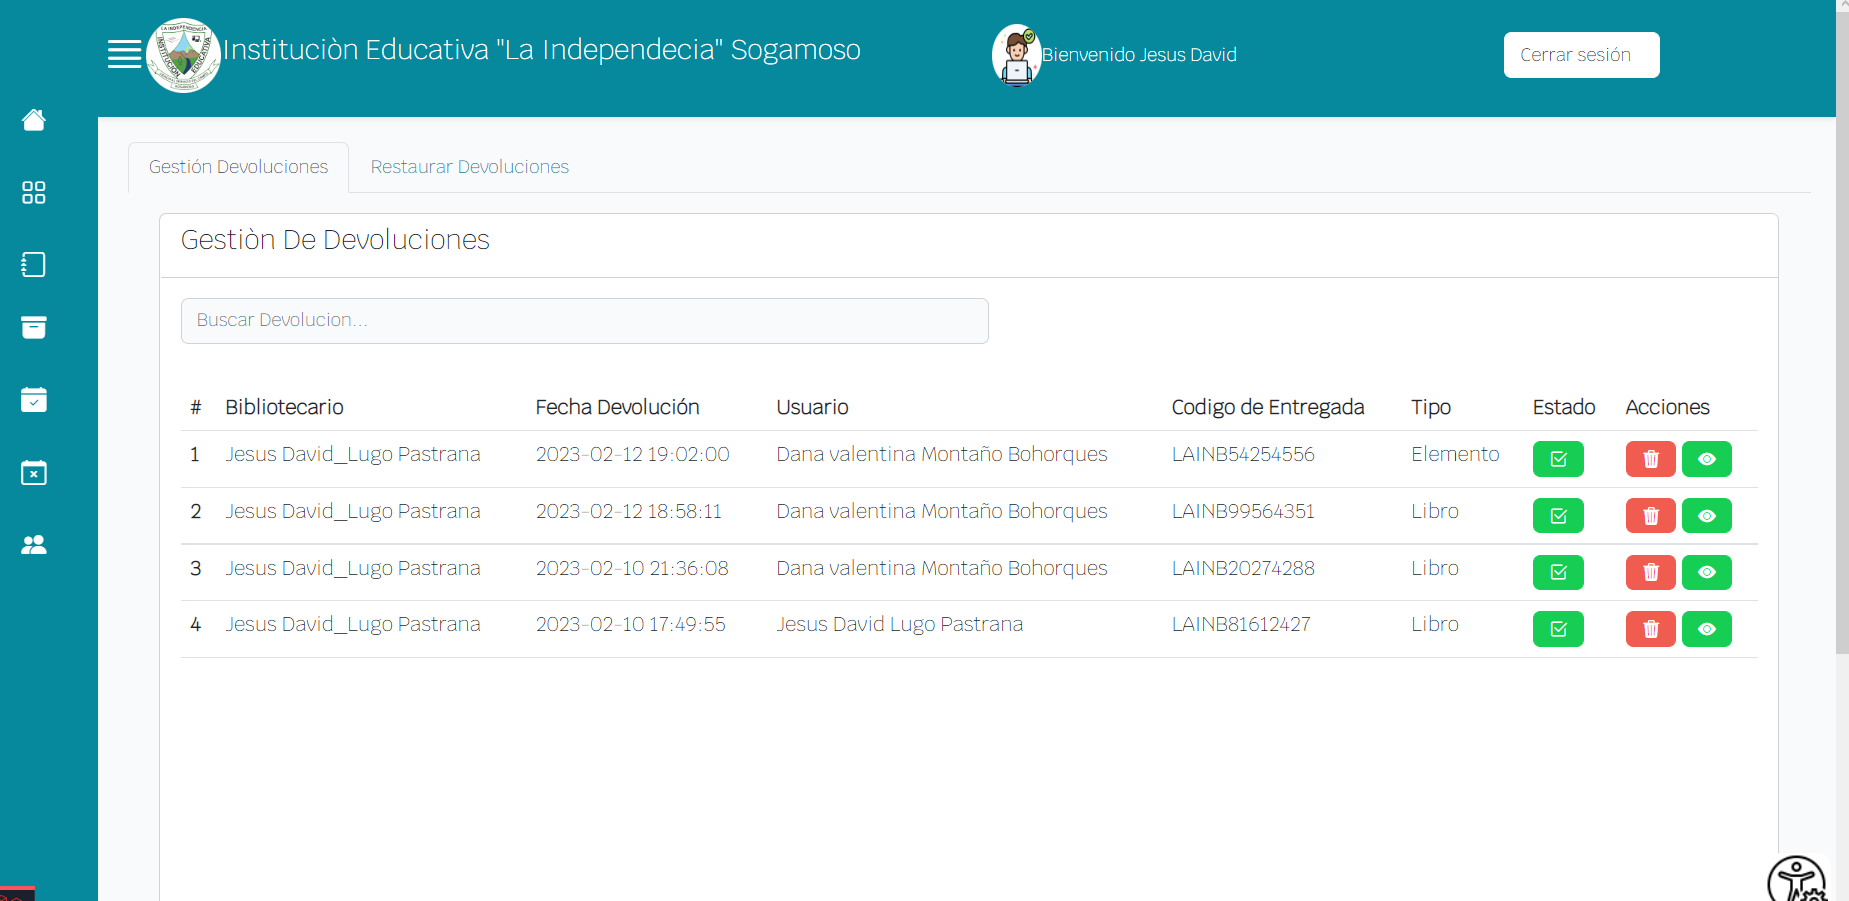 Instituciòn Educativa "La Independecia" Sogamoso
Bienvenido Jesus David
Cerrar sesión
Gestión Devoluciones
Restaurar Devoluciones
Gestiòn De Devoluciones
Buscar Devolucion...
# Bibliotecario Fecha Devolución Usuario Codigo de Entregada Tipo Estado Acciones
1 Jesus David_Lugo Pastrana 2023-02-12 19:02:00 Dana valentina Montaño Bohorques LAINB54254556 Elemento
2 Jesus David_Lugo Pastrana 2023-02-12 18:58:11 Dana valentina Montaño Bohorques LAINB99564351 Libro
3 Jesus David_Lugo Pastrana 2023-02-10 21:36:08 Dana valentina Montaño Bohorques LAINB20274288 Libro
4 Jesus David_Lugo Pastrana 2023-02-10 17:49:55 Jesus David Lugo Pastrana LAINB81612427 Libro